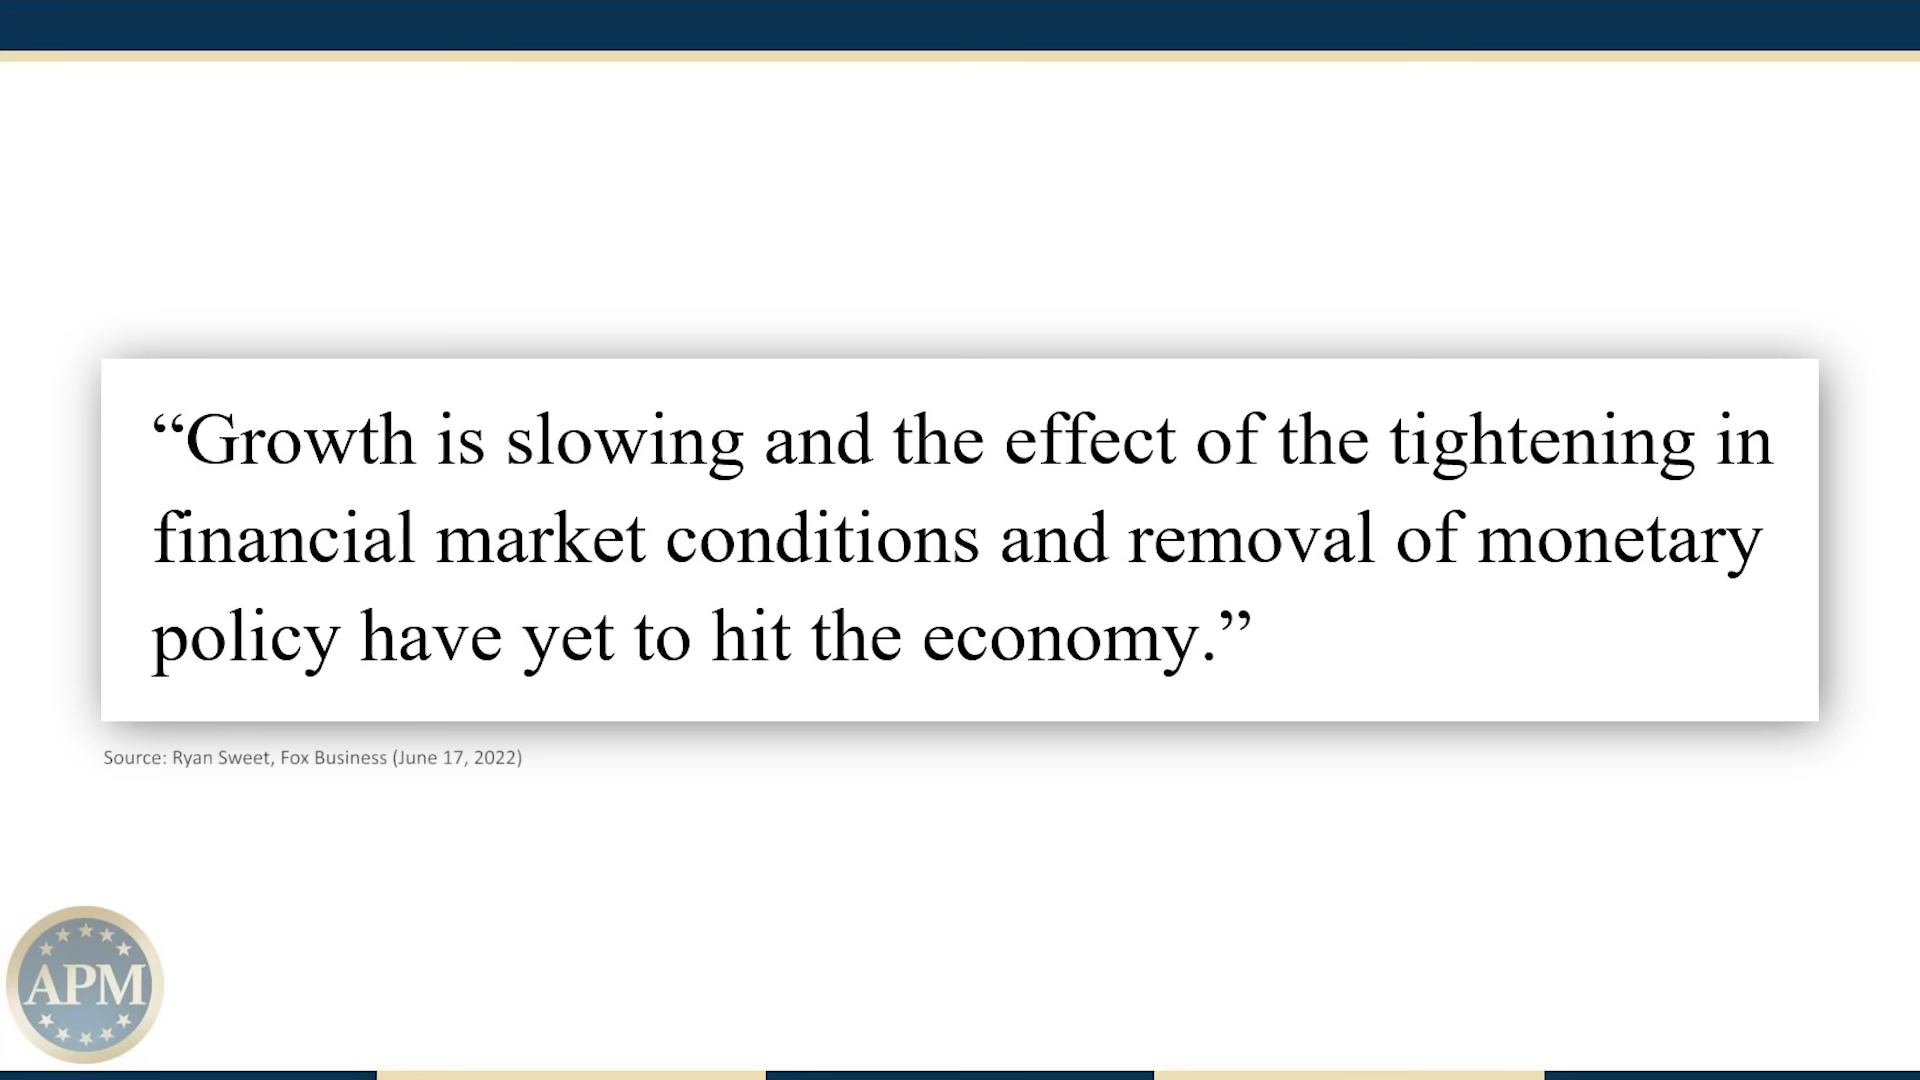 “Growth is slowing and the effect of the tightening in
financial market conditions and removal of monetary
policy have yet to hit the economy.”
Source: Ryan Sweet, Fox Business (June 17, 2022)
APM